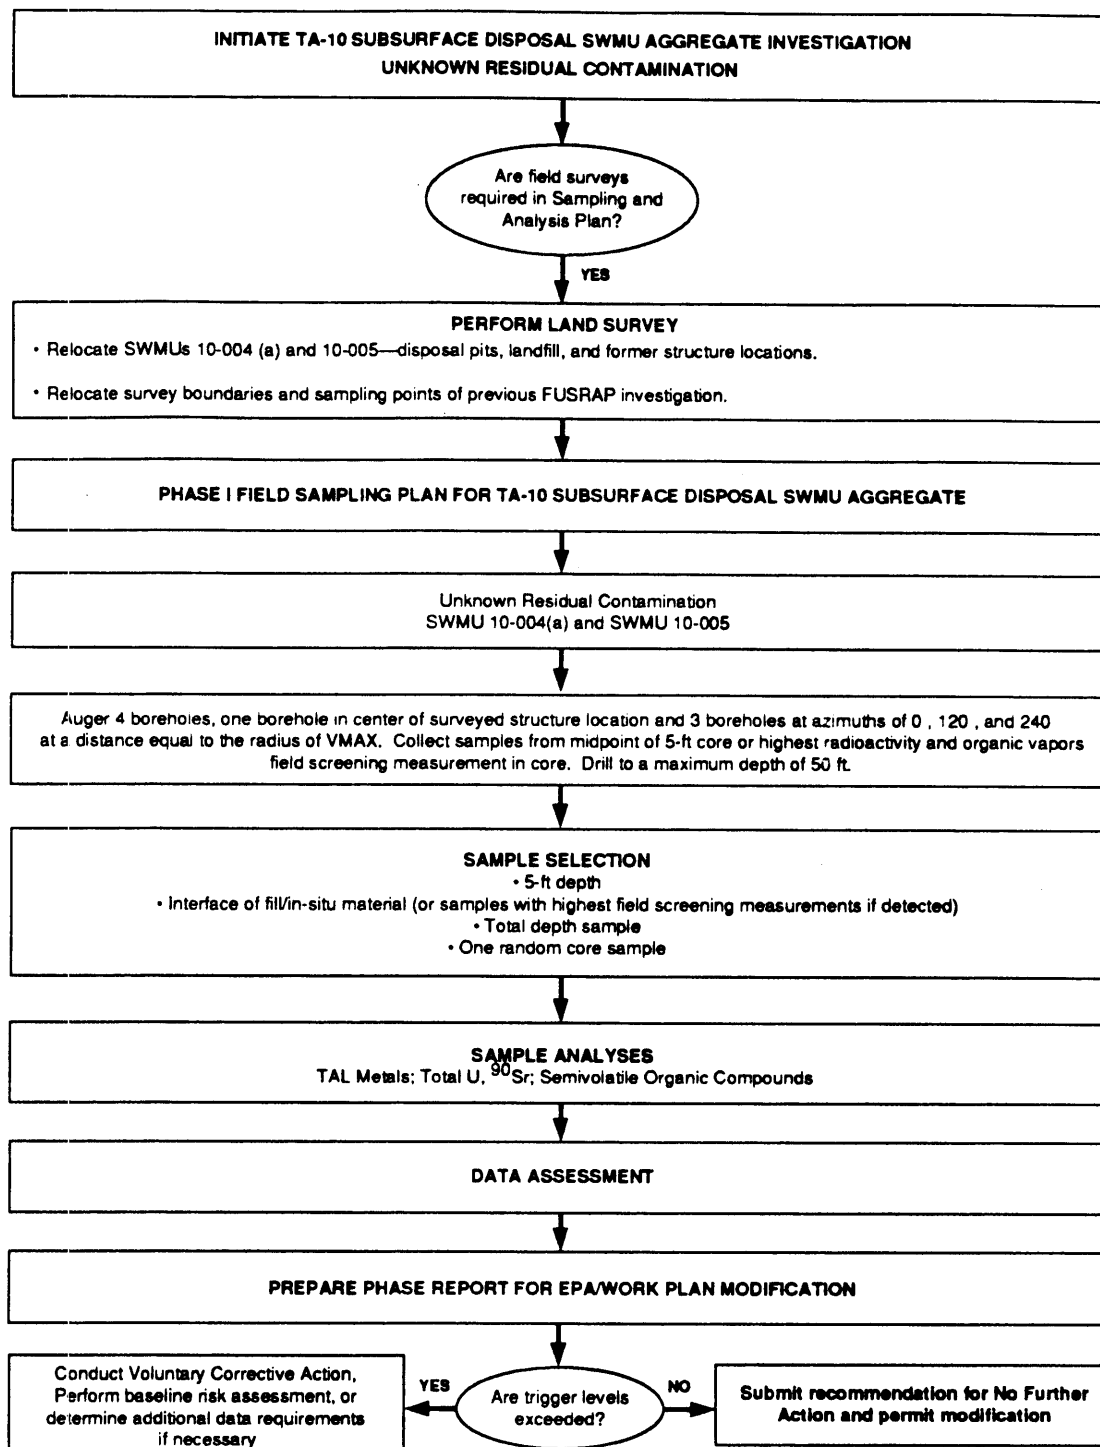 INITIATE TA-10 SUBSURFACE DISPOSAL SWMU AGGREGATE INVESTIGATION
UNKNOWN RESIDUAL CONTAMINATION
Are field surveys
required in Sampling and
Analysis Plan?
YES
PERFORM LAND SURVEY
• Relocate SWMUs 10-004 (a) and 10-005—disposal pits, landfill, and former structure locations.
• Relocate survey boundaries and sampling points of previous FUSRAP investigation.
PHASE I FIELD SAMPLING PLAN FOR TA-10 SUBSURFACE DISPOSAL SWMU AGGREGATE
Unknown Residual Contamination
SWMU 10-004(a) and SWMU 10-005
Auger 4 boreholes, one borehole in center of surveyed structure location and 3 boreholes at azimuths of 0 , 120 , and 240
at a distance equal to the radius of VMAX. Collect samples from midpoint of 5-ft core or highest radioactivity and organic vapors
field screening measurement in core. Drill to a maximum depth of 50 ft.
SAMPLE SELECTION
• 5-ft depth
• Interface of fill/in-situ material (or samples with highest field screening measurements if detected)
• Total depth sample
• One random core sample
SAMPLE ANALYSES
TAL Metals; Total U, ⁹⁰Sr; Semivolatile Organic Compounds
DATA ASSESSMENT
PREPARE PHASE REPORT FOR EPA/WORK PLAN MODIFICATION
Conduct Voluntary Corrective Action,
Perform baseline risk assessment, or
determine additional data requirements
if necessary
YES
Are trigger levels
exceeded?
NO
Submit recommendation for No Further
Action and permit modification